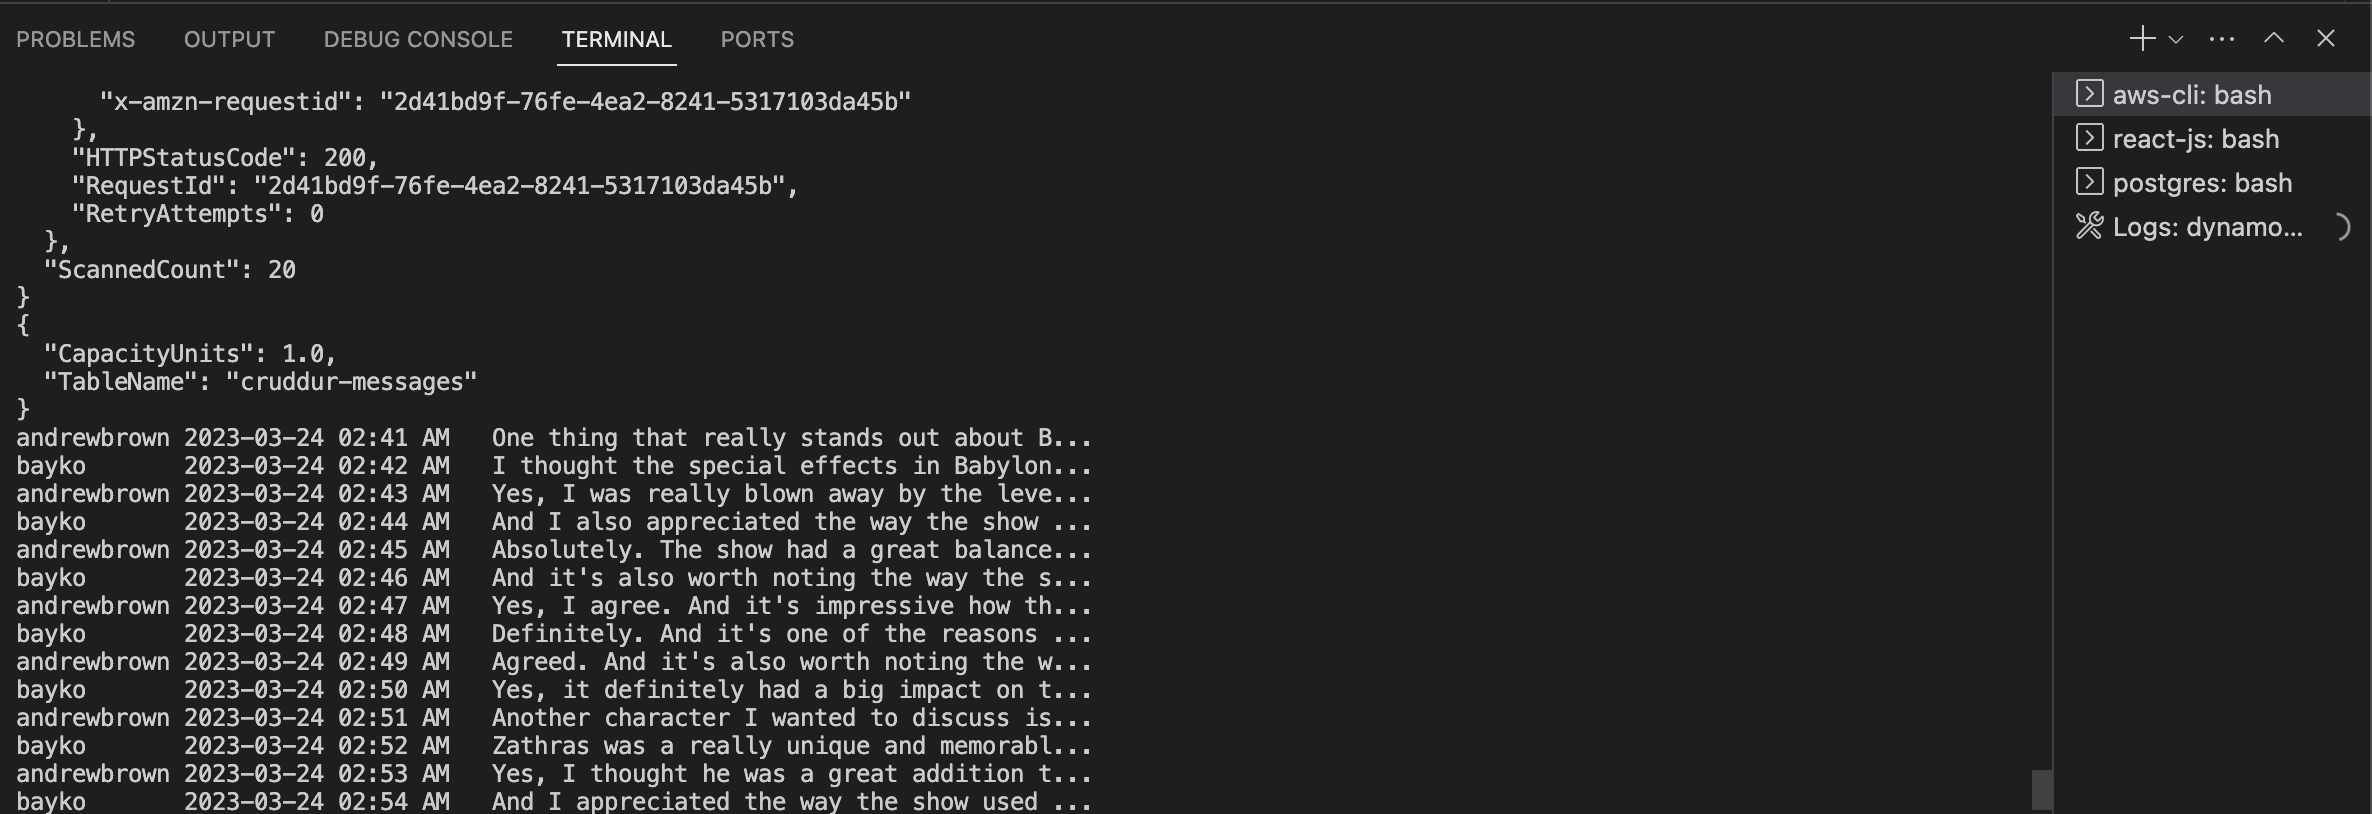 PROBLEMS OUTPUT DEBUG CONSOLE TERMINAL PORTS
"x-amzn-requestid": "2d41bd9f-76fe-4ea2-8241-5317103da45b"
},
"HTTPStatusCode": 200,
"RequestId": "2d41bd9f-76fe-4ea2-8241-5317103da45b",
"RetryAttempts": 0
},
"ScannedCount": 20
}
{
"CapacityUnits": 1.0,
"TableName": "cruddur-messages"
}
andrewbrown 2023-03-24 02:41 AM One thing that really stands out about B...
bayko 2023-03-24 02:42 AM I thought the special effects in Babylon...
andrewbrown 2023-03-24 02:43 AM Yes, I was really blown away by the leve...
bayko 2023-03-24 02:44 AM And I also appreciated the way the show ...
andrewbrown 2023-03-24 02:45 AM Absolutely. The show had a great balance...
bayko 2023-03-24 02:46 AM And it's also worth noting the way the s...
andrewbrown 2023-03-24 02:47 AM Yes, I agree. And it's impressive how th...
bayko 2023-03-24 02:48 AM Definitely. And it's one of the reasons ...
andrewbrown 2023-03-24 02:49 AM Agreed. And it's also worth noting the w...
bayko 2023-03-24 02:50 AM Yes, it definitely had a big impact on t...
andrewbrown 2023-03-24 02:51 AM Another character I wanted to discuss is...
bayko 2023-03-24 02:52 AM Zathras was a really unique and memorabl...
andrewbrown 2023-03-24 02:53 AM Yes, I thought he was a great addition t...
bayko 2023-03-24 02:54 AM And I appreciated the way the show used ...
aws-cli: bash
react-js: bash
postgres: bash
Logs: dynamo...